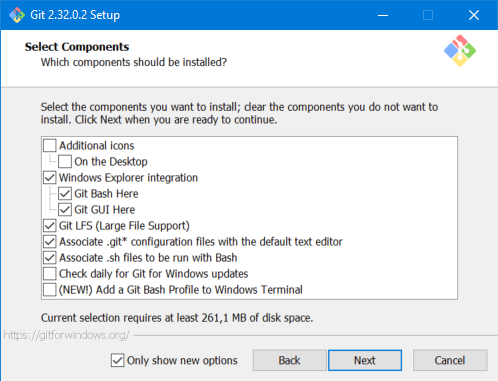 Git 2.32.0.2 Setup
Select Components
Which components should be installed?
Select the components you want to install; clear the components you do not want to
install. Click Next when you are ready to continue.
Additional icons
On the Desktop
Windows Explorer integration
Git Bash Here
Git GUI Here
Git LFS (Large File Support)
Associate .git* configuration files with the default text editor
Associate .sh files to be run with Bash
Check daily for Git for Windows updates
(NEW!) Add a Git Bash Profile to Windows Terminal
Current selection requires at least 261,1 MB of disk space.
https://gitforwindows.org/
Only show new options
Back
Next
Cancel